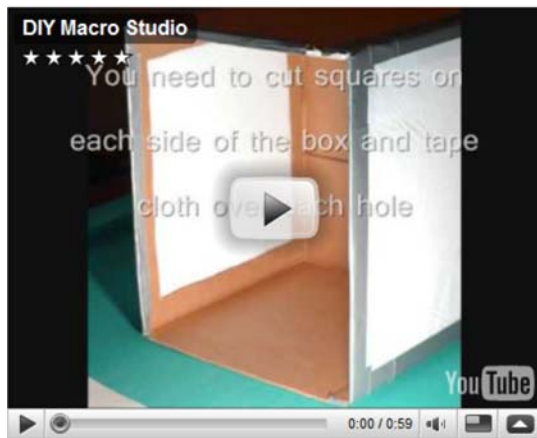 DIY Macro Studio
You need to cut squares on
each side of the box and tape
cloth over each hole
YouTube
0:00 / 0:59